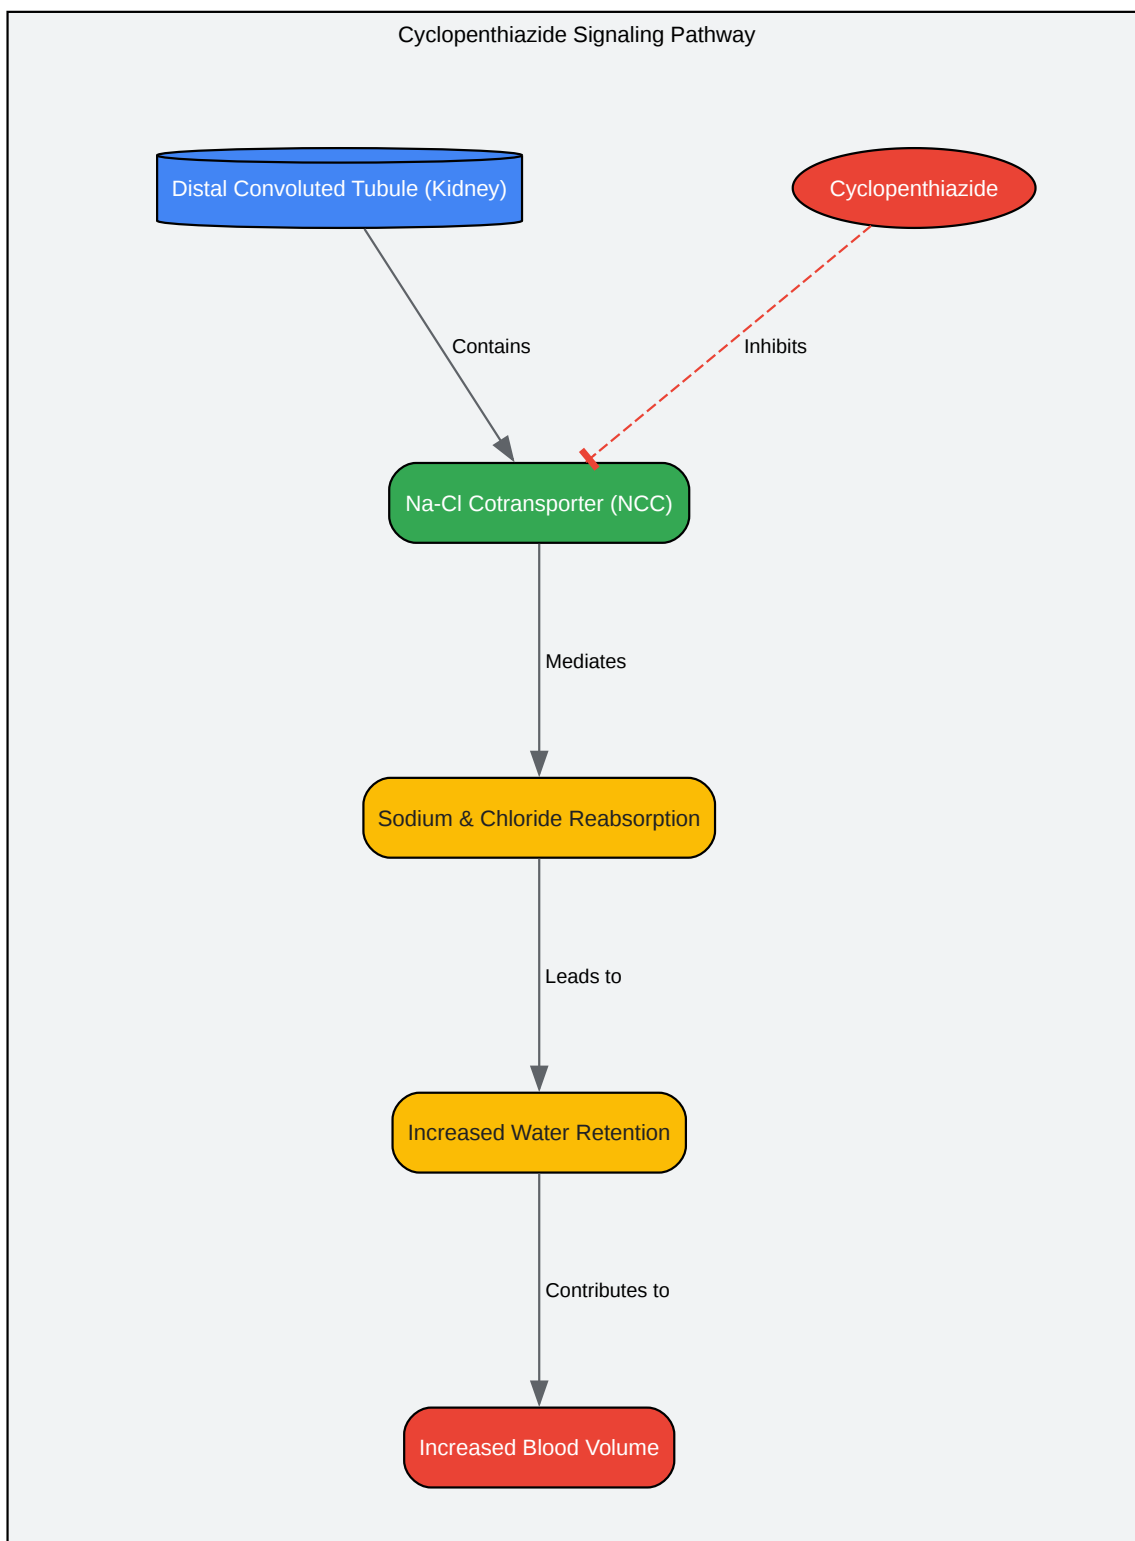 Cyclopenthiazide Signaling Pathway
Distal Convoluted Tubule (Kidney)
Cyclopenthiazide
Contains
Inhibits
Na-Cl Cotransporter (NCC)
Mediates
Sodium & Chloride Reabsorption
Leads to
Increased Water Retention
Contributes to
Increased Blood Volume